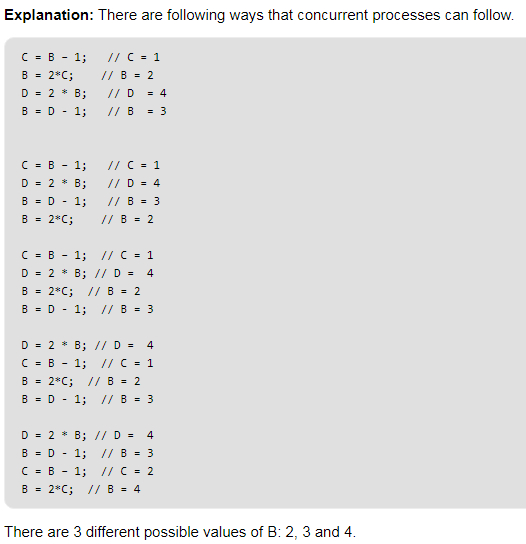 Explanation: There are following ways that concurrent processes can follow.
C = B - 1;   // C = 1
B = 2*C;    // B = 2
D = 2 * B;   // D  = 4
B = D - 1;   // B  = 3
C = B - 1;   // C = 1
D = 2 * B;   // D = 4
B = D - 1;   // B = 3
B = 2*C;    // B = 2
C = B - 1;  // C = 1
D = 2 * B; // D =  4
B = 2*C;  // B = 2
B = D - 1;  // B = 3
D = 2 * B; // D =  4
C = B - 1;  // C = 1
B = 2*C;  // B = 2
B = D - 1;  // B = 3
D = 2 * B; // D =  4
B = D - 1;  // B = 3
C = B - 1;  // C = 2
B = 2*C;  // B = 4
There are 3 different possible values of B: 2, 3 and 4.